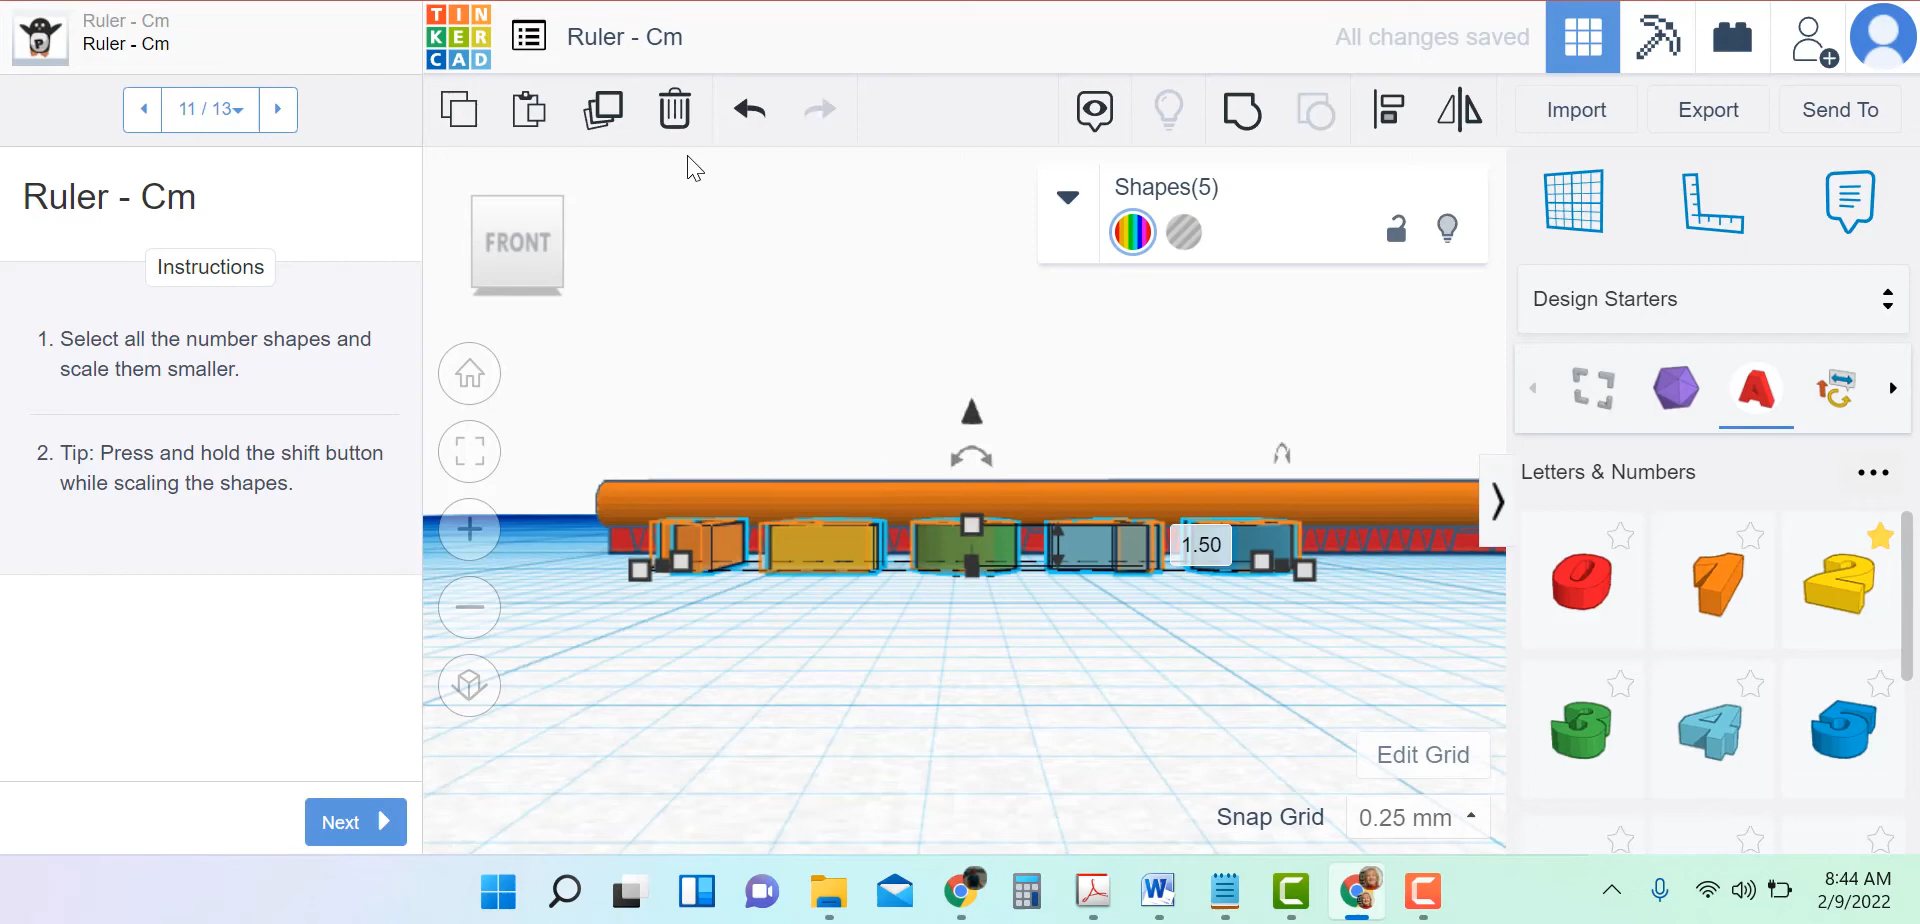 Ruler - Cm
Ruler - Cm
TIN
KER
CAD
Ruler - Cm
All changes saved
11 / 13
Import
Export
Send To
Ruler - Cm
Instructions
1. Select all the number shapes and
scale them smaller.
2. Tip: Press and hold the shift button
while scaling the shapes.
Next
FRONT
Shapes(5)
1.50
Edit Grid
Snap Grid
0.25 mm
Design Starters
Letters & Numbers
8:44 AM
2/9/2022